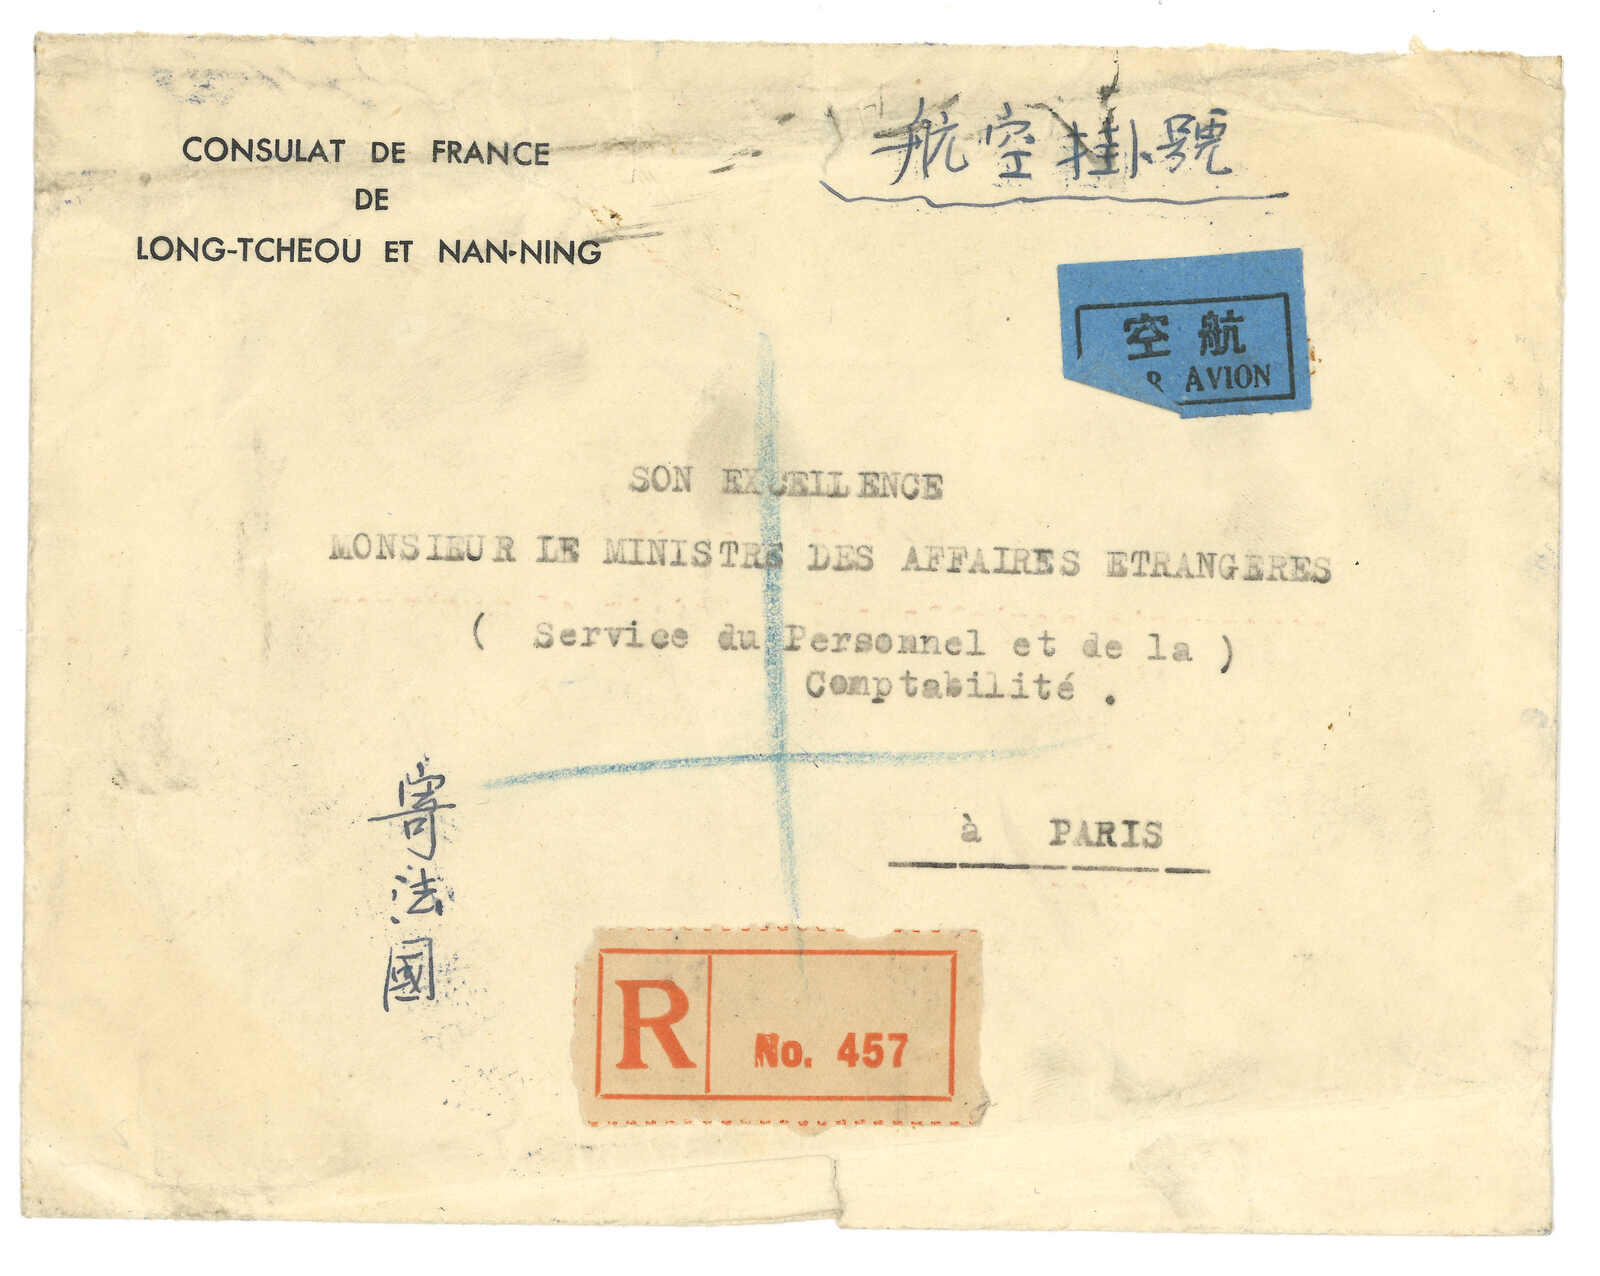 CONSULAT DE FRANCE
DE
LONG-TCHEOU ET NAN-NING
航空掛號
空航
AVION
SON EXCELLENCE
MONSIEUR LE MINISTRE DES AFFAIRES ETRANGERES
( Service du Personnel et de la )
Comptabilité .
à PARIS
寄法國
R No. 457